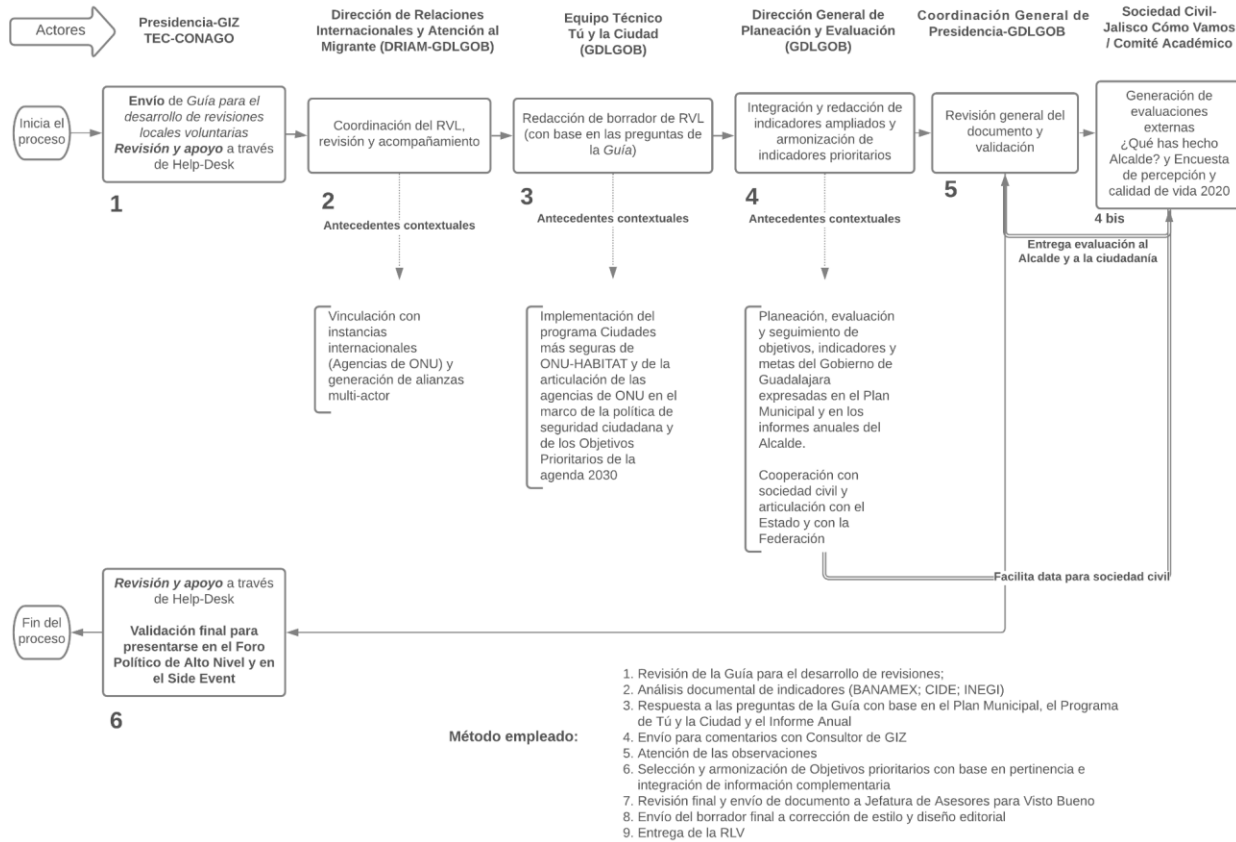 Actores
Presidencia-GIZ
TEC-CONAGO
Dirección de Relaciones
Internacionales y Atención al
Migrante (DRIAM-GDLGOB)
Equipo Técnico
Tú y la Ciudad
(GDLGOB)
Dirección General de
Planeación y Evaluación
(GDLGOB)
Coordinación General de
Presidencia-GDLGOB
Sociedad Civil-
Jalisco Cómo Vamos
/ Comité Académico
Inicia el
proceso
Envío de Guía para el
desarrollo de revisiones
locales voluntarias
Revisión y apoyo a través
de Help-Desk
1
Coordinación del RVL,
revisión y acompañamiento
2
Antecedentes contextuales
Redacción de borrador de RVL
(con base en las preguntas de
la Guía)
3
Antecedentes contextuales
Integración y redacción de
indicadores ampliados y
armonización de
indicadores prioritarios
4
Antecedentes contextuales
Revisión general del
documento y
validación
5
Generación de
evaluaciones
externas
¿Qué has hecho
Alcalde? y Encuesta
de percepción y
calidad de vida 2020
4 bis
Entrega evaluación al
Alcalde y a la ciudadanía
Vinculación con
instancias
internacionales
(Agencias de ONU) y
generación de alianzas
multi-actor
Implementación del
programa Ciudades
más seguras de
ONU-HABITAT y de la
articulación de las
agencias de ONU en el
marco de la política de
seguridad ciudadana y
de los Objetivos
Prioritarios de la
agenda 2030
Planeación, evaluación
y seguimiento de
objetivos, indicadores y
metas del Gobierno de
Guadalajara
expresadas en el Plan
Municipal y en los
informes anuales del
Alcalde.
Cooperación con
sociedad civil y
articulación con el
Estado y con la
Federación
Facilita data para sociedad civil
Fin del
proceso
Revisión y apoyo a través
de Help-Desk
Validación final para
presentarse en el Foro
Político de Alto Nivel y en
el Side Event
6
Método empleado:
1. Revisión de la Guía para el desarrollo de revisiones;
2. Análisis documental de indicadores (BANAMEX; CIDE; INEGI)
3. Respuesta a las preguntas de la Guía con base en el Plan Municipal, el Programa
de Tú y la Ciudad y el Informe Anual
4. Envío para comentarios con Consultor de GIZ
5. Atención de las observaciones
6. Selección y armonización de Objetivos prioritarios con base en pertinencia e
integración de información complementaria
7. Revisión final y envío de documento a Jefatura de Asesores para Visto Bueno
8. Envío del borrador final a corrección de estilo y diseño editorial
9. Entrega de la RLV